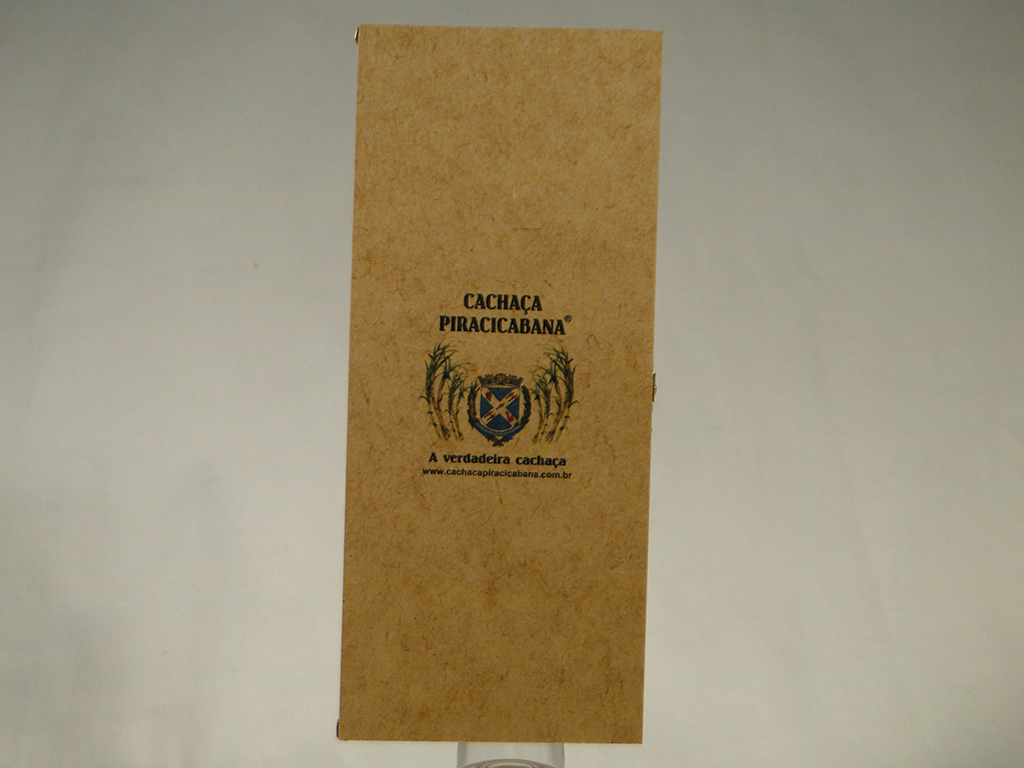 CACHAÇA
PIRACICABANA®
A verdadeira cachaça
www.cachacapiracicabana.com.br